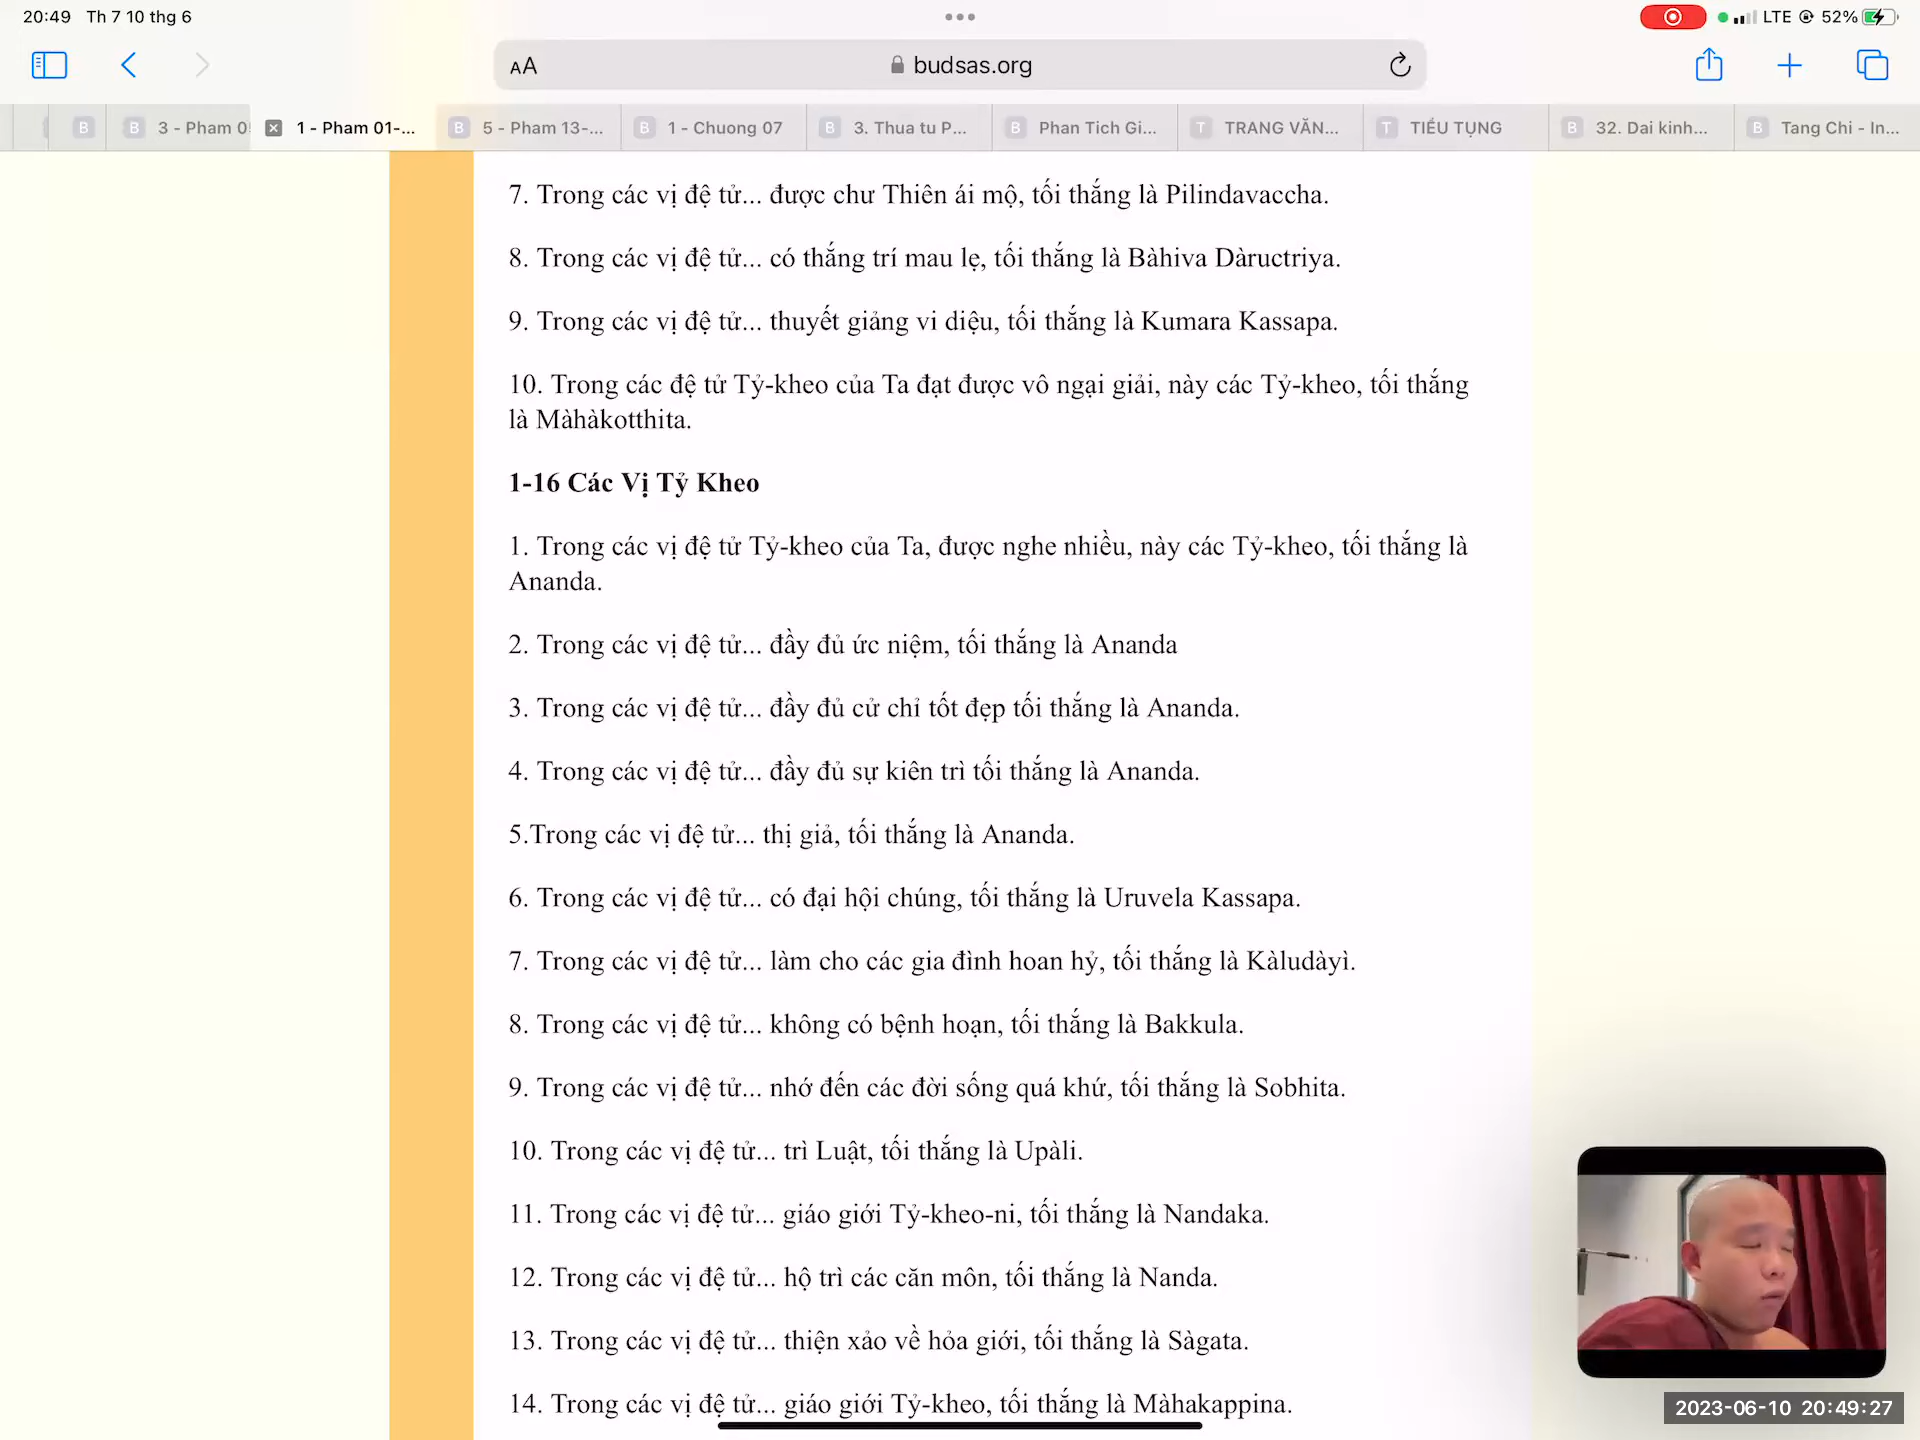 20:49 Th 7 10 thg 6
LTE 52%
AA budsas.org
B
B 3 - Pham 0
1 - Pham 01-...
B 5 - Pham 13-...
B 1 - Chuong 07
B 3. Thua tu P...
B Phan Tich Gi...
T TRANG VĂN...
T TIỂU TỤNG
B 32. Dai kinh...
B Tang Chi - In...
7. Trong các vị đệ tử... được chư Thiên ái mộ, tối thắng là Pilindavaccha.
8. Trong các vị đệ tử... có thắng trí mau lẹ, tối thắng là Bàhiva Dàructriya.
9. Trong các vị đệ tử... thuyết giảng vi diệu, tối thắng là Kumara Kassapa.
10. Trong các đệ tử Tỷ-kheo của Ta đạt được vô ngại giải, này các Tỷ-kheo, tối thắng
là Màhàkotthita.
1-16 Các Vị Tỷ Kheo
1. Trong các vị đệ tử Tỷ-kheo của Ta, được nghe nhiều, này các Tỷ-kheo, tối thắng là
Ananda.
2. Trong các vị đệ tử... đầy đủ ức niệm, tối thắng là Ananda
3. Trong các vị đệ tử... đầy đủ cử chỉ tốt đẹp tối thắng là Ananda.
4. Trong các vị đệ tử... đầy đủ sự kiên trì tối thắng là Ananda.
5.Trong các vị đệ tử... thị giả, tối thắng là Ananda.
6. Trong các vị đệ tử... có đại hội chúng, tối thắng là Uruvela Kassapa.
7. Trong các vị đệ tử... làm cho các gia đình hoan hỷ, tối thắng là Kàludàyì.
8. Trong các vị đệ tử... không có bệnh hoạn, tối thắng là Bakkula.
9. Trong các vị đệ tử... nhớ đến các đời sống quá khứ, tối thắng là Sobhita.
10. Trong các vị đệ tử... trì Luật, tối thắng là Upàli.
11. Trong các vị đệ tử... giáo giới Tỷ-kheo-ni, tối thắng là Nandaka.
12. Trong các vị đệ tử... hộ trì các căn môn, tối thắng là Nanda.
13. Trong các vị đệ tử... thiện xảo về hỏa giới, tối thắng là Sàgata.
14. Trong các vị đệ tử... giáo giới Tỷ-kheo, tối thắng là Màhakappina.
2023-06-10 20:49:27